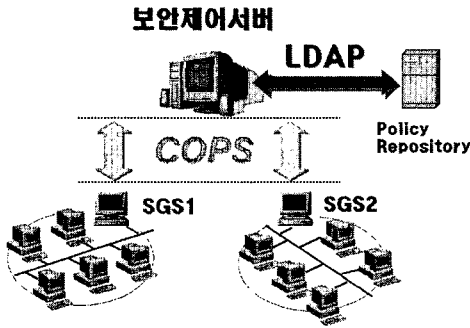 보안제어서버
LDAP
Policy
Repository
COPS
SGS1
SGS2